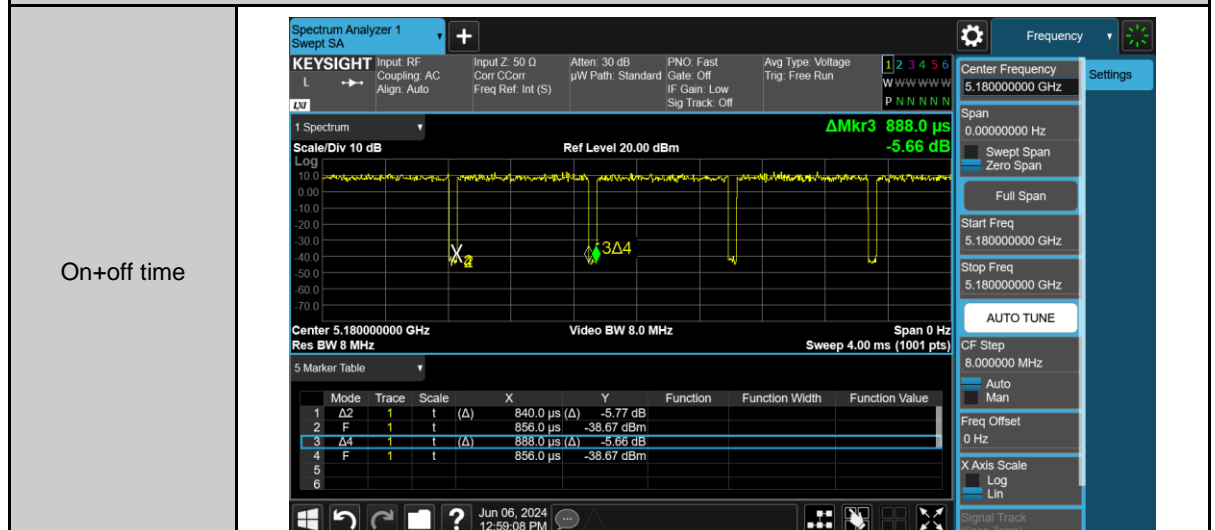 On+off time
Spectrum Analyzer 1
Swept SA
Frequency
KEYSIGHT
L
LXI
Input: RF
Coupling: AC
Align: Auto
Input Z: 50 Ω
Corr CCorr
Freq Ref: Int (S)
Atten: 30 dB
µW Path: Standard
PNO: Fast
Gate: Off
IF Gain: Low
Sig Track: Off
Avg Type: Voltage
Trig: Free Run
1 2 3 4 5 6
W W W W W W
P N N N N N
1 Spectrum
ΔMkr3 888.0 µs
-5.66 dB
Scale/Div 10 dB
Ref Level 20.00 dBm
Log
10.0
0.00
-10.0
-20.0
-30.0
-40.0
-50.0
-60.0
-70.0
3Δ4
Center 5.180000000 GHz Video BW 8.0 MHz Span 0 Hz
Res BW 8 MHz Sweep 4.00 ms (1001 pts)
5 Marker Table
Mode Trace Scale X Y Function Function Width Function Value
1 Δ2 1 t (Δ) 840.0 µs (Δ) -5.77 dB
2 F 1 t 856.0 µs -38.67 dBm
3 Δ4 1 t (Δ) 888.0 µs (Δ) -5.66 dB
4 F 1 t 856.0 µs -38.67 dBm
5
6
?
Jun 06, 2024
12:59:08 PM
Center Frequency
5.180000000 GHz
Settings
Span
0.00000000 Hz
Swept Span
Zero Span
Full Span
Start Freq
5.180000000 GHz
Stop Freq
5.180000000 GHz
AUTO TUNE
CF Step
8.000000 MHz
Auto
Man
Freq Offset
0 Hz
X Axis Scale
Log
Lin
Signal Track